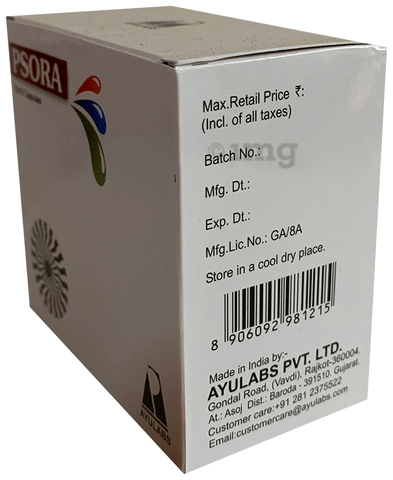 PSORA
Max.Retail Price ₹:
(Incl. of all taxes)
Batch No.:
Mfg. Dt.:
Exp. Dt.:
Mfg.Lic.No.: GA/8A
Store in a cool dry place.
8 906092 981215
Made in India by:-
AYULABS PVT. LTD.
Gondal Road, (Vavdi), Rajkot-360004.
At.: Asoj Dist.: Baroda - 391510. Gujarat,
Customer care:+91 281 2375522
Email:customercare@ayulabs.com
AYULABS